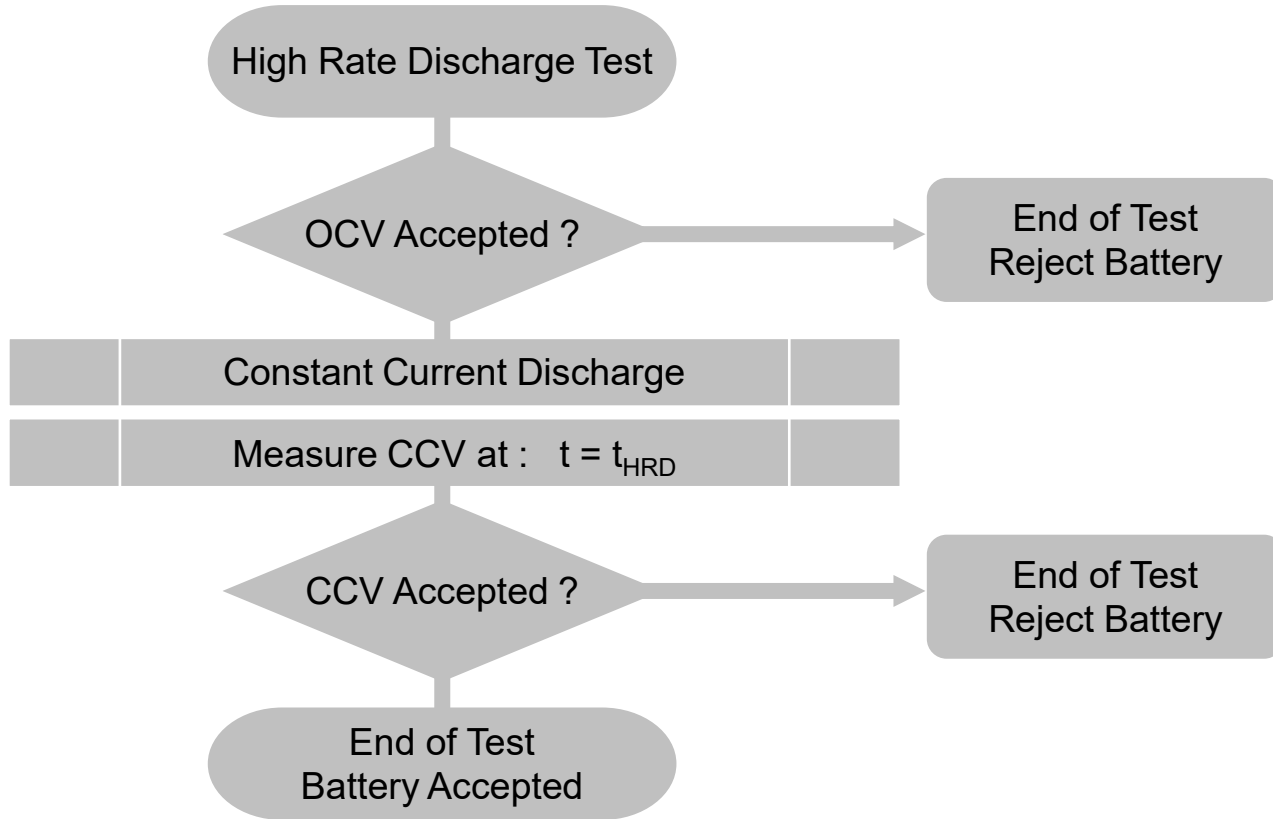 High Rate Discharge Test
OCV Accepted ?
End of Test
Reject Battery
Constant Current Discharge
Measure CCV at : t = tHRD
CCV Accepted ?
End of Test
Reject Battery
End of Test
Battery Accepted